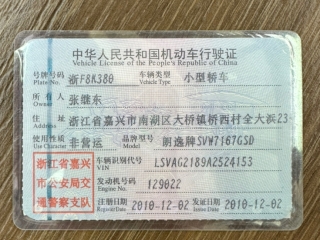 中华人民共和国机动车行驶证
Vehicle License of the People's Republic of China
号牌号码 浙F8K380 车辆类型 小型轿车
Plate No. Vehicle Type
所有人 张继东
Owner
住址 浙江省嘉兴市南湖区大桥镇桥西村全大浜23-
Address
使用性质 非营运 品牌型号 朗逸牌SVW7167GSD
Use Character Model
浙江省嘉兴 车辆识别代号 LSVAG2189A2524153
VIN
市公安局交 发动机号码 129022
Engine No.
通警察支队 注册日期 2010-12-02 发证日期 2010-12-02
Register Date Issue Date